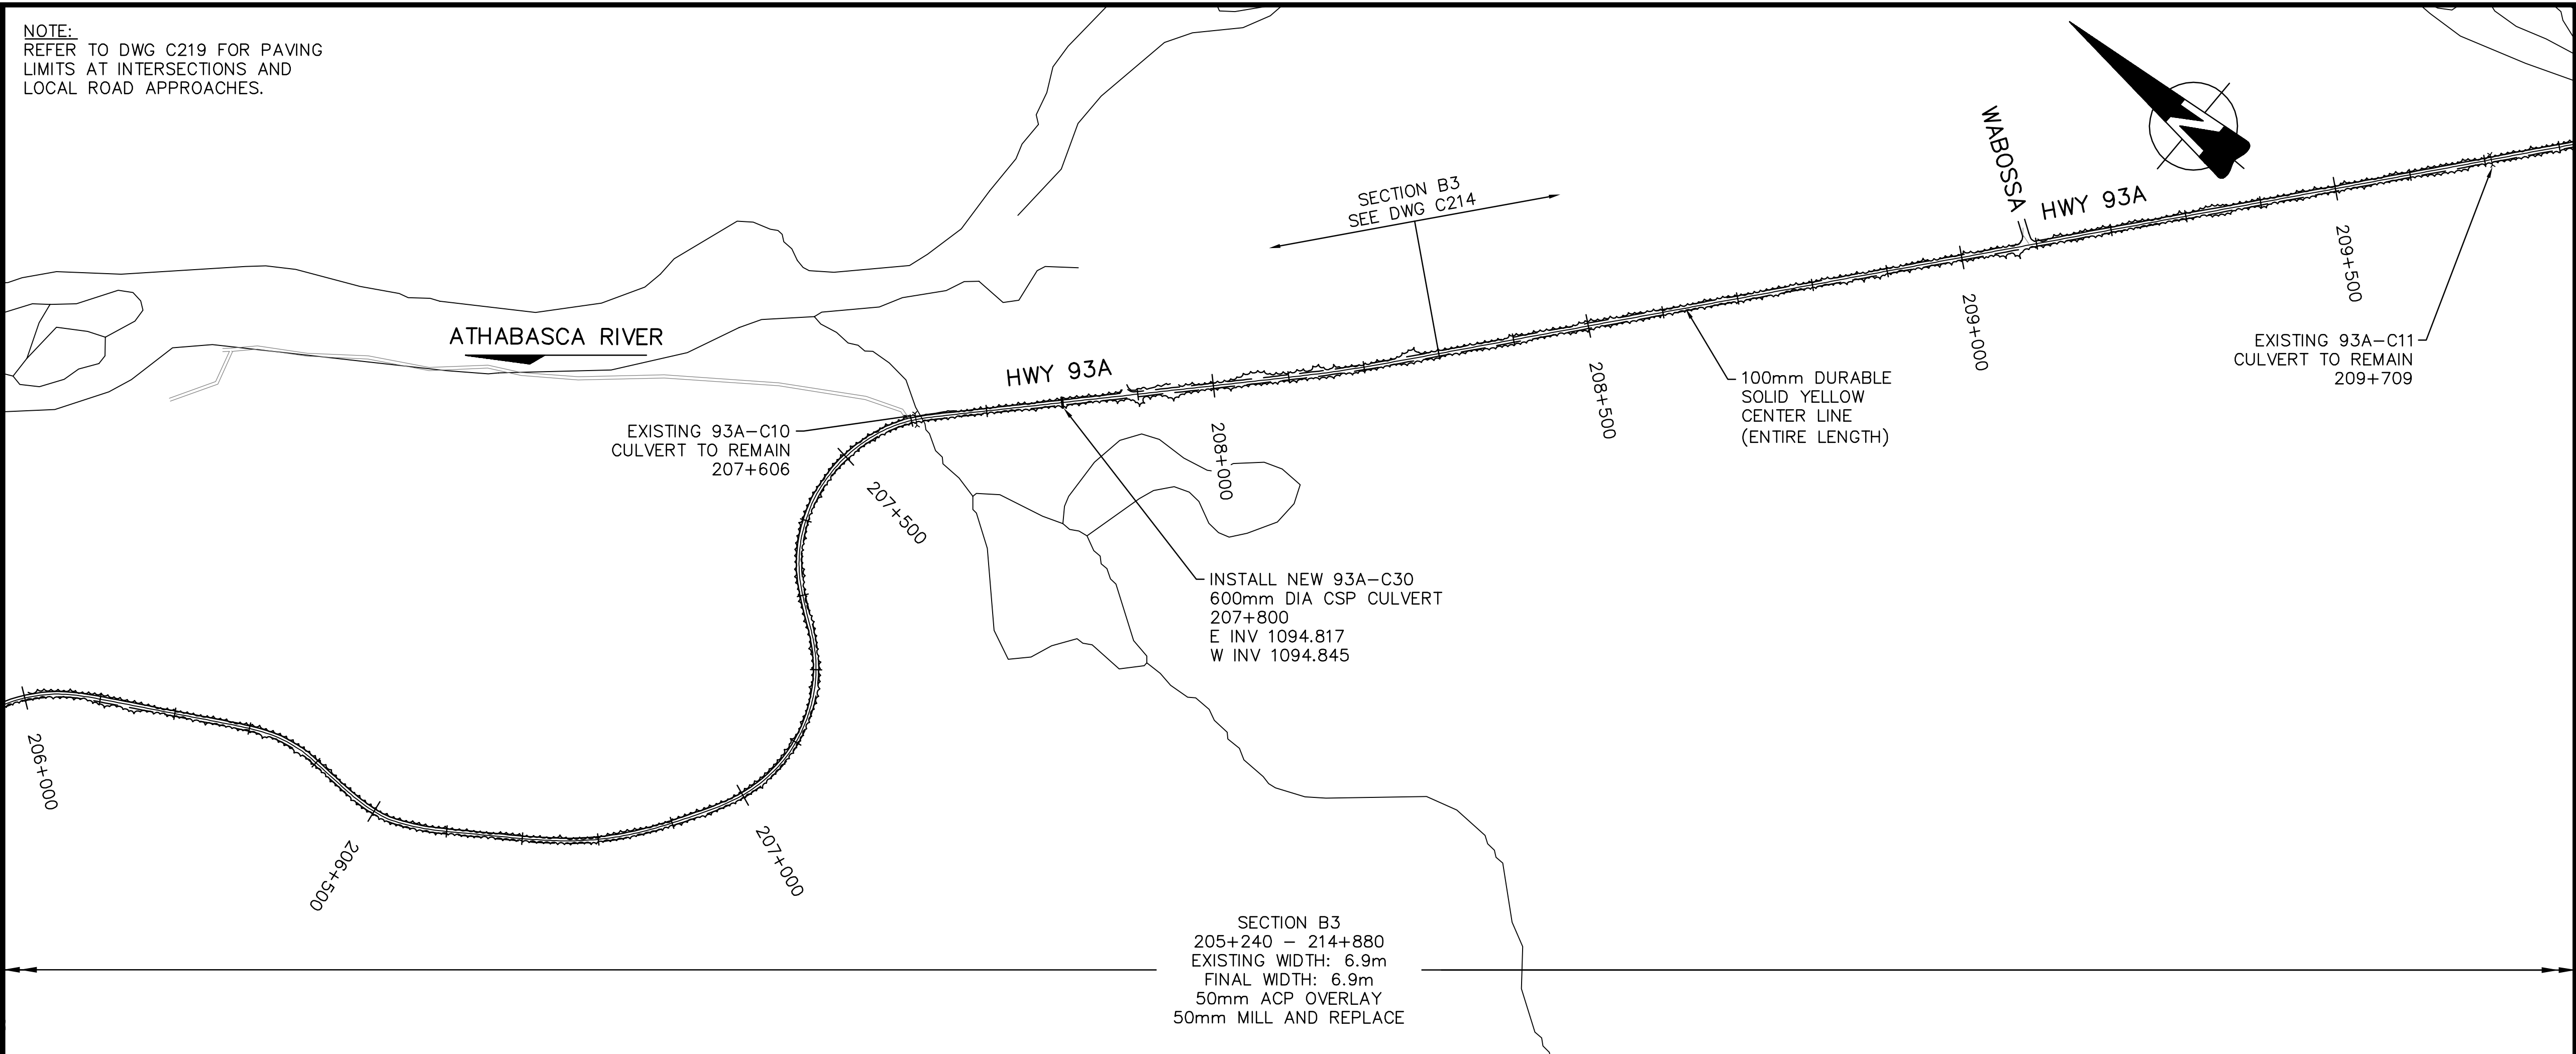 NOTE:
REFER TO DWG C219 FOR PAVING
LIMITS AT INTERSECTIONS AND
LOCAL ROAD APPROACHES.
WABOSSA
HWY 93A
SECTION B3
SEE DWG C214
209+500
209+000
ATHABASCA RIVER
HWY 93A
EXISTING 93A-C11
CULVERT TO REMAIN
209+709
208+500
100mm DURABLE
SOLID YELLOW
CENTER LINE
(ENTIRE LENGTH)
EXISTING 93A-C10
CULVERT TO REMAIN
207+606
208+000
207+500
INSTALL NEW 93A-C30
600mm DIA CSP CULVERT
207+800
E INV 1094.817
W INV 1094.845
206+000
206+500
207+000
SECTION B3
205+240 - 214+880
EXISTING WIDTH: 6.9m
FINAL WIDTH: 6.9m
50mm ACP OVERLAY
50mm MILL AND REPLACE